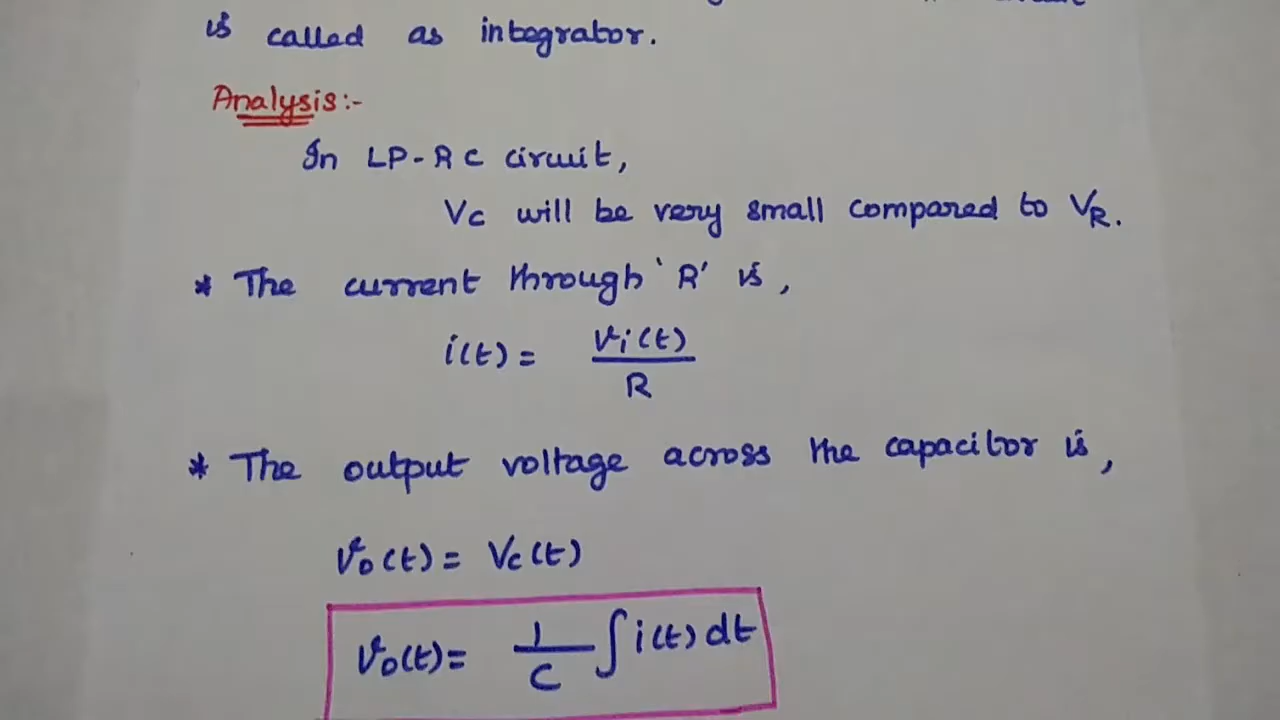 is called as integrator.
Analysis:-
In LP-RC circuit,
Vc will be very small compared to VR.
* The current through 'R' is,
i(t) = vi(t) / R
* The output voltage across the capacitor is,
vo(t) = Vc(t)
vo(t) = 1/C ∫ i(t) dt